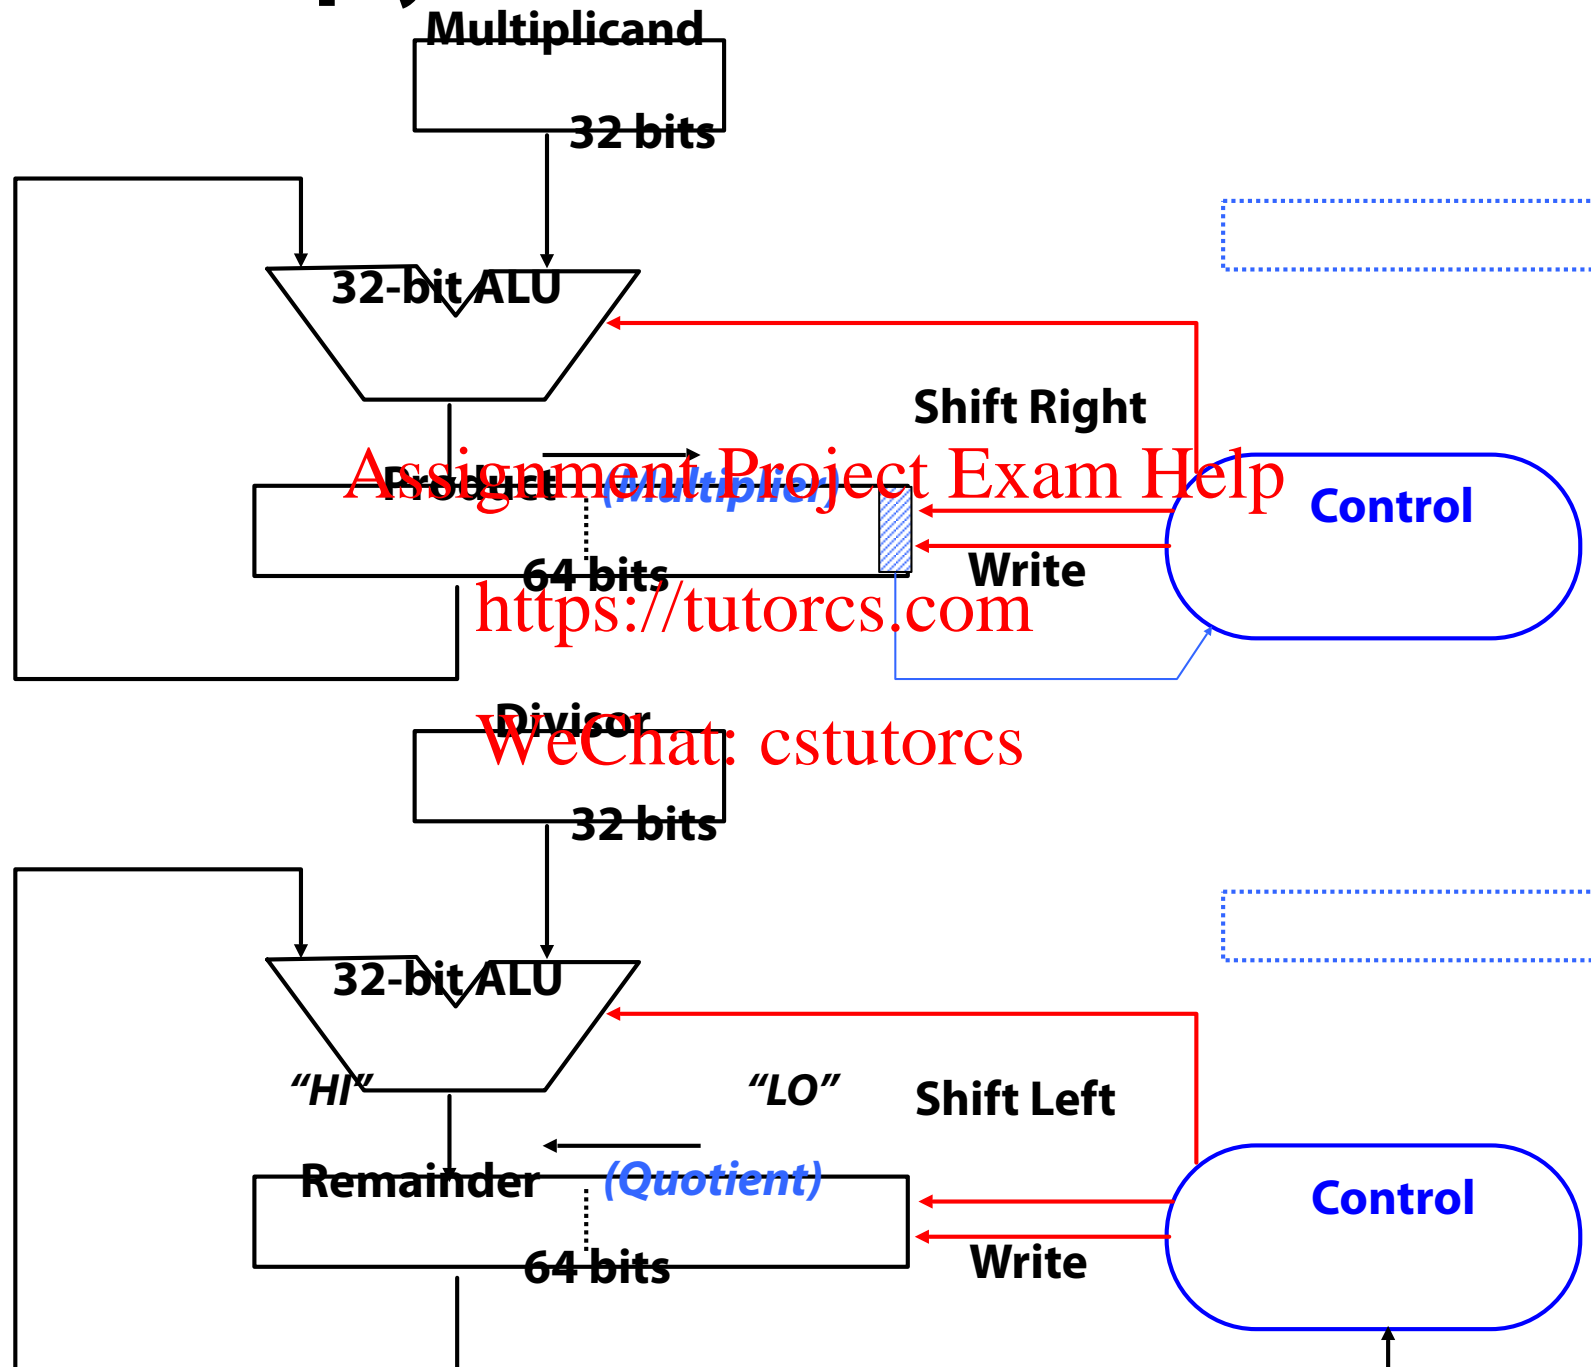 Multiplicand
32 bits
32-bit ALU
Shift Right
Assignment Project Exam Help
Product (Multiplier)
Control
64 bits
Write
https://tutorcs.com
Divisor
WeChat: cstutorcs
32 bits
32-bit ALU
“HI” “LO” Shift Left
Remainder (Quotient)
Control
64 bits
Write